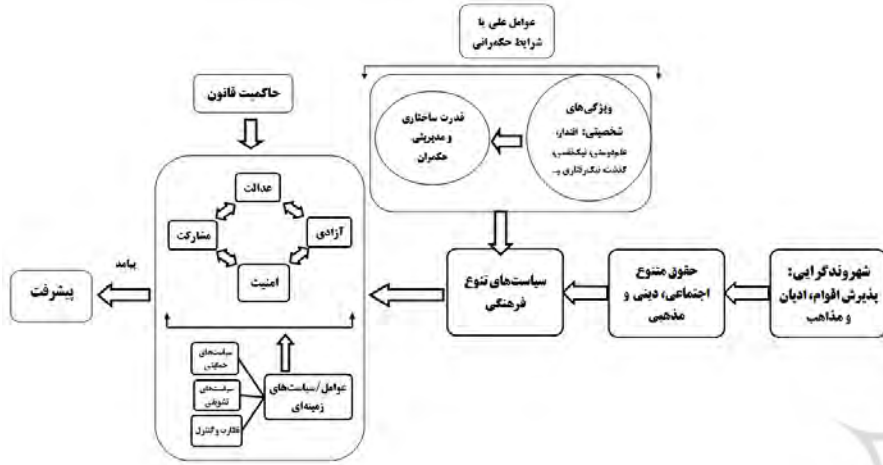 عوامل علی یا
شرایط حکمرانی
ویژگی‌های
شخصیتی: اقتدار،
علم‌دوستی، نیک‌نفسی،
گذشت، نیک‌رفتاری و...
قدرت ساختاری
و مدیریتی
حکمران
حاکمیت قانون
عدالت
آزادی
مشارکت
امنیت
شهروندگرایی:
پذیرش اقوام، ادیان
و مذاهب
حقوق متنوع
اجتماعی، دینی و
مذهبی
سیاست‌های تنوع
فرهنگی
پیامد
پیشرفت
عوامل/سیاست‌های
زمینه‌ای
سیاست‌های
حمایتی
سیاست‌های
تشویقی
نظارت و کنترل